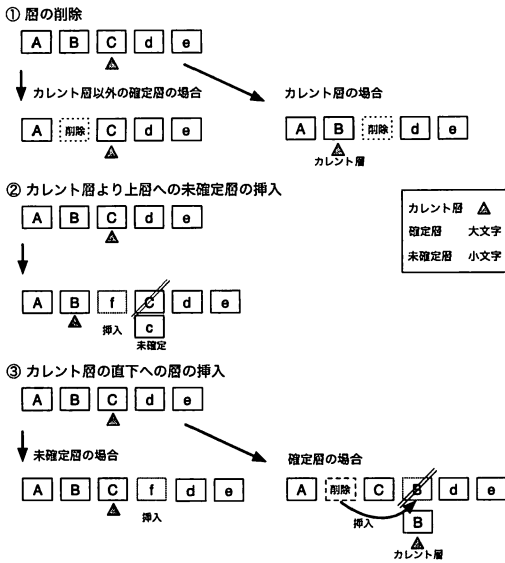 ① 層の削除
A B C d e
カレント層以外の確定層の場合
カレント層の場合
A 削除 C d e
A B 削除 d e
カレント層
② カレント層より上層への未確定層の挿入
A B C d e
カレント層
確定層 大文字
未確定層 小文字
A B f C d e
挿入
c
未確定
③ カレント層の直下への層の挿入
A B C d e
未確定層の場合
確定層の場合
A B C f d e
挿入
A 削除 C B d e
挿入
B
カレント層